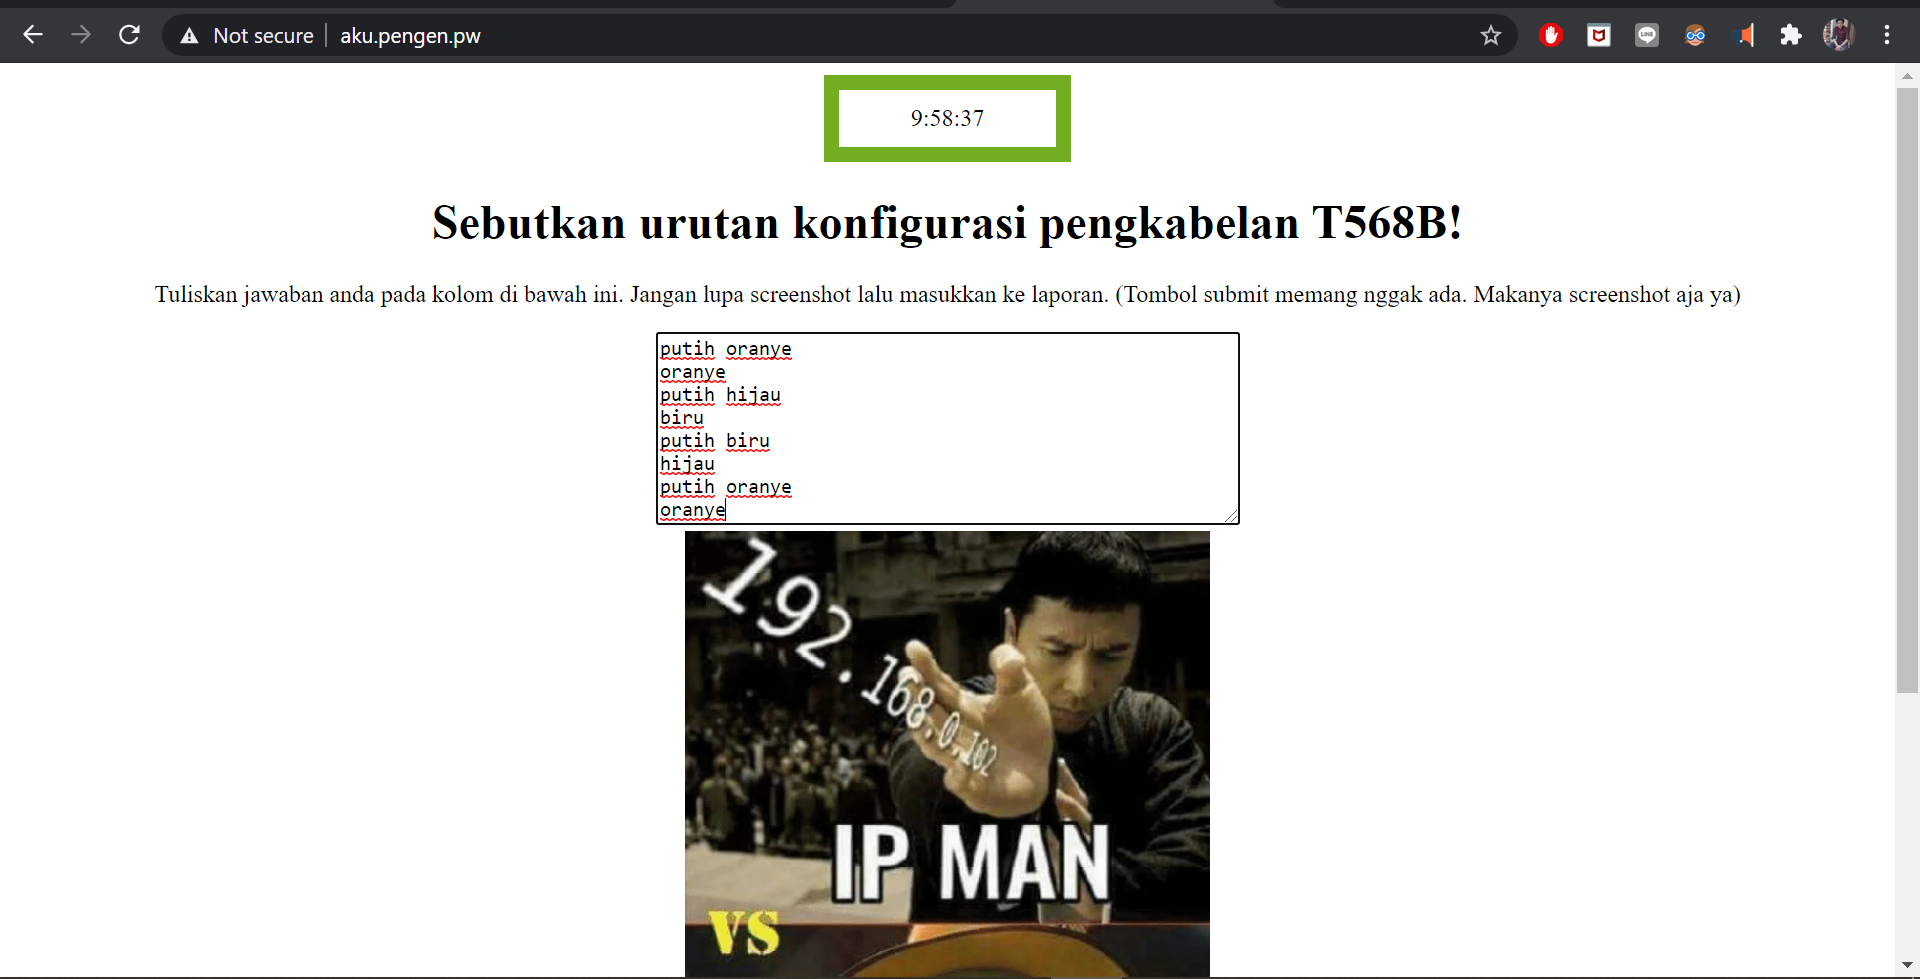 Not secure
aku.pengen.pw
9:58:37
Sebutkan urutan konfigurasi pengkabelan T568B!
Tuliskan jawaban anda pada kolom di bawah ini. Jangan lupa screenshot lalu masukkan ke laporan. (Tombol submit memang nggak ada. Makanya screenshot aja ya)
putih oranye
oranye
putih hijau
biru
putih biru
hijau
putih oranye
oranye
192.168.0.102
IP MAN
VS